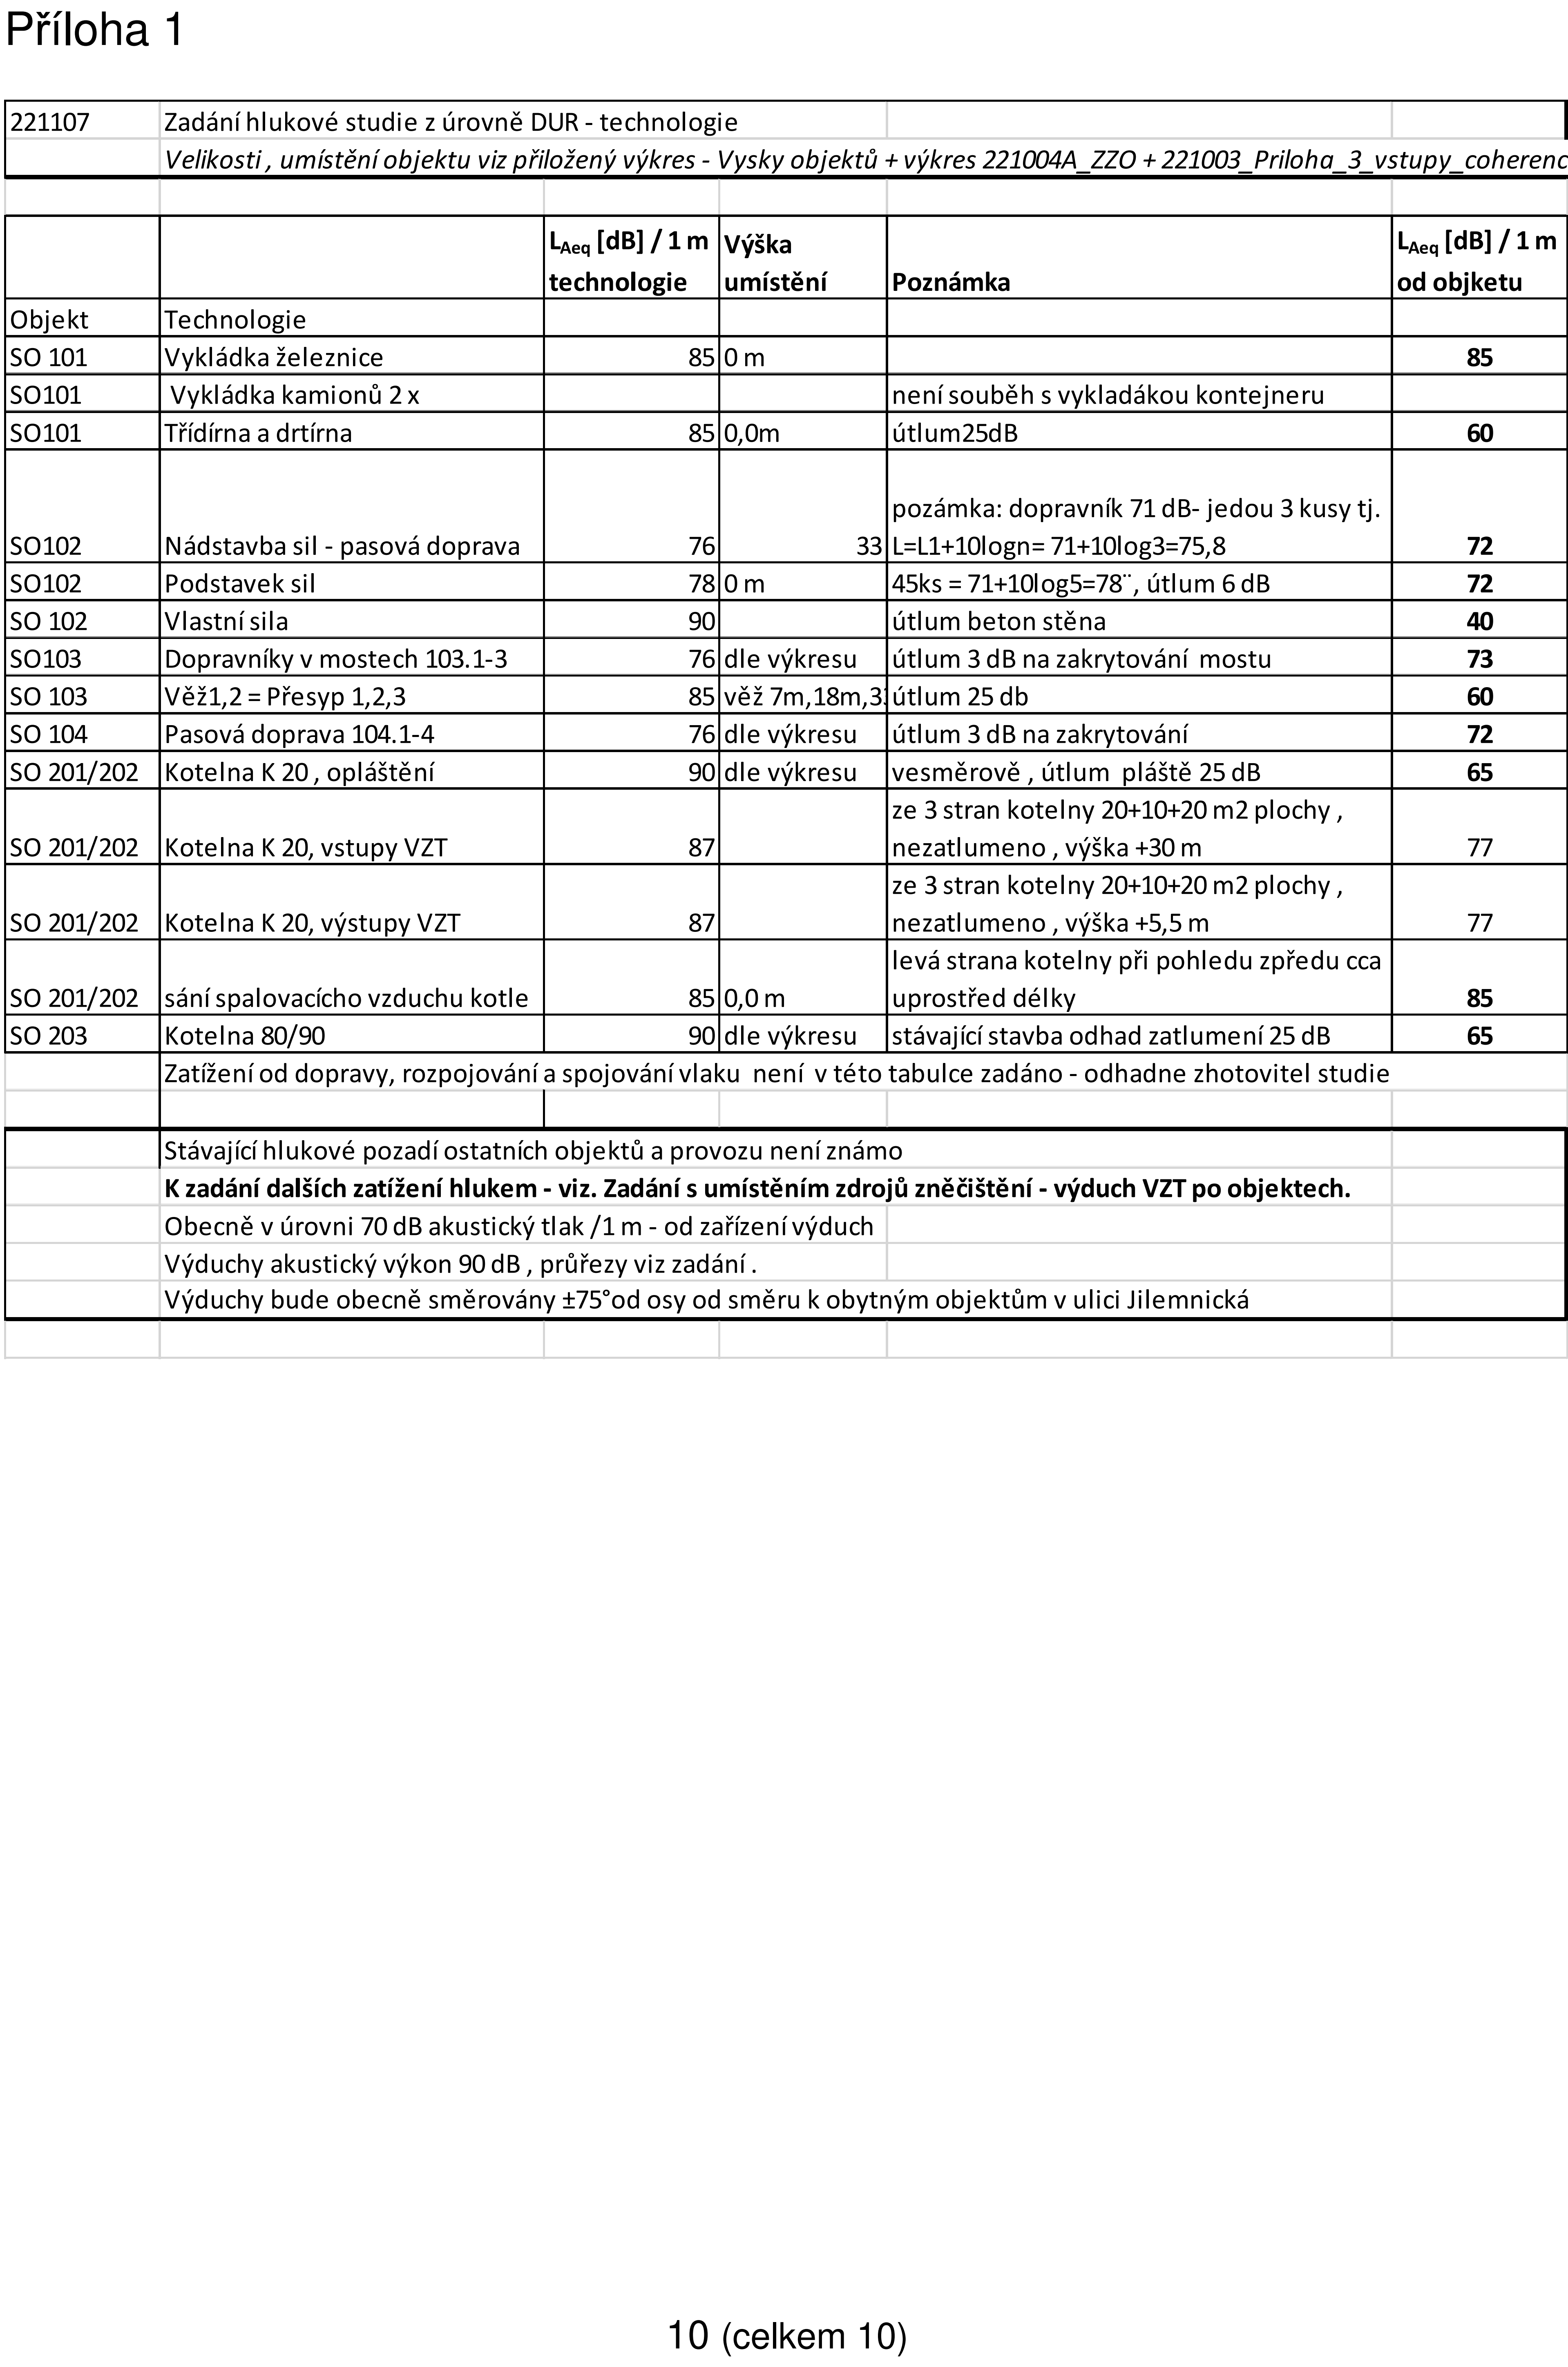 Příloha 1
221107 Zadání hlukové studie z úrovně DUR - technologie
Velikosti , umístění objektu viz přiložený výkres - Vysky objektů + výkres 221004A_ZZO + 221003_Priloha_3_vstupy_coherenc
LAeq [dB] / 1 m technologie Výška umístění Poznámka LAeq [dB] / 1 m od objketu
Objekt Technologie
SO 101 Vykládka železnice 85 0 m 85
SO101 Vykládka kamionů 2 x není souběh s vykladákou kontejneru
SO101 Třídírna a drtírna 85 0,0m útlum25dB 60
pozámka: dopravník 71 dB- jedou 3 kusy tj.
SO102 Nádstavba sil - pasová doprava 76 33 L=L1+10logn= 71+10log3=75,8 72
SO102 Podstavek sil 78 0 m 45ks = 71+10log5=78¨, útlum 6 dB 72
SO 102 Vlastní sila 90 útlum beton stěna 40
SO103 Dopravníky v mostech 103.1-3 76 dle výkresu útlum 3 dB na zakrytování mostu 73
SO 103 Věž1,2 = Přesyp 1,2,3 85 věž 7m,18m,33 útlum 25 db 60
SO 104 Pasová doprava 104.1-4 76 dle výkresu útlum 3 dB na zakrytování 72
SO 201/202 Kotelna K 20 , opláštění 90 dle výkresu vesměrově , útlum pláště 25 dB 65
ze 3 stran kotelny 20+10+20 m2 plochy ,
SO 201/202 Kotelna K 20, vstupy VZT 87 nezatlumeno , výška +30 m 77
ze 3 stran kotelny 20+10+20 m2 plochy ,
SO 201/202 Kotelna K 20, výstupy VZT 87 nezatlumeno , výška +5,5 m 77
levá strana kotelny při pohledu zpředu cca
SO 201/202 sání spalovacícho vzduchu kotle 85 0,0 m uprostřed délky 85
SO 203 Kotelna 80/90 90 dle výkresu stávající stavba odhad zatlumení 25 dB 65
Zatížení od dopravy, rozpojování a spojování vlaku není v této tabulce zadáno - odhadne zhotovitel studie
Stávající hlukové pozadí ostatních objektů a provozu není známo
K zadání dalších zatížení hlukem - viz. Zadání s umístěním zdrojů zněčištění - výduch VZT po objektech.
Obecně v úrovni 70 dB akustický tlak /1 m - od zařízení výduch
Výduchy akustický výkon 90 dB , průřezy viz zadání .
Výduchy bude obecně směrovány ±75°od osy od směru k obytným objektům v ulici Jilemnická
10 (celkem 10)